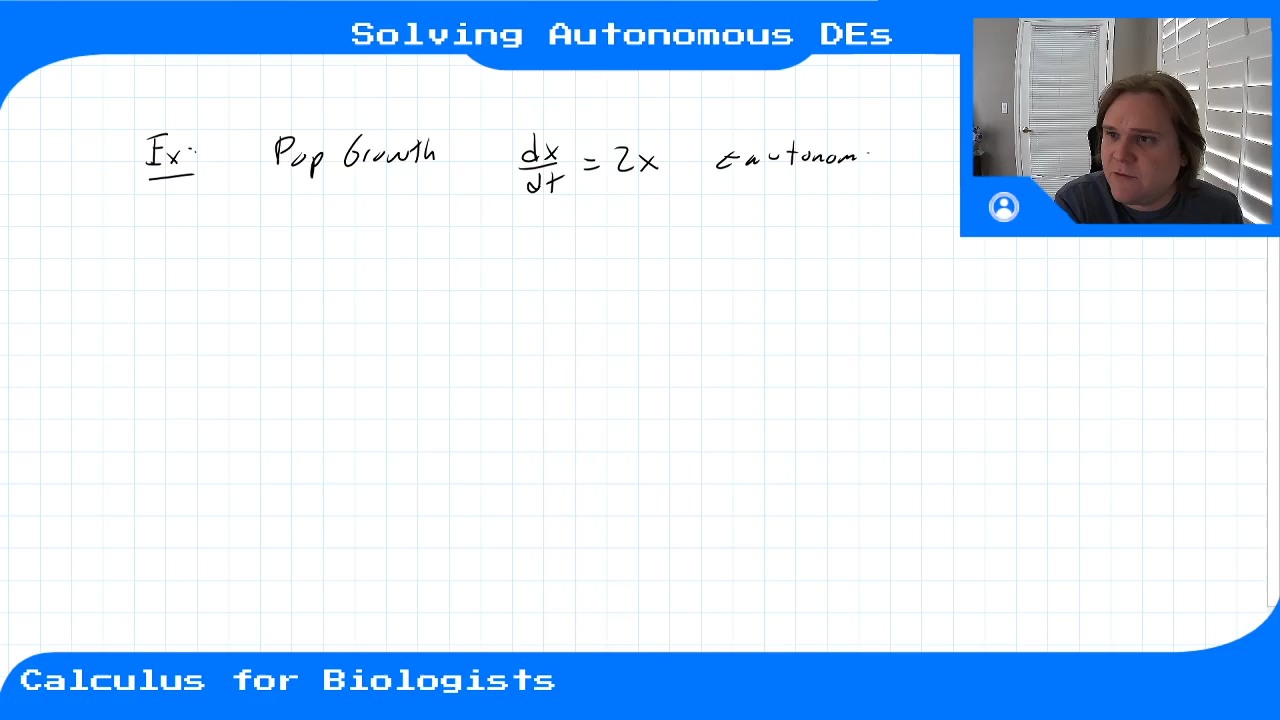 Solving Autonomous DEs
Ex: Pop Growth dx/dt = 2x ← autonom
Calculus for Biologists